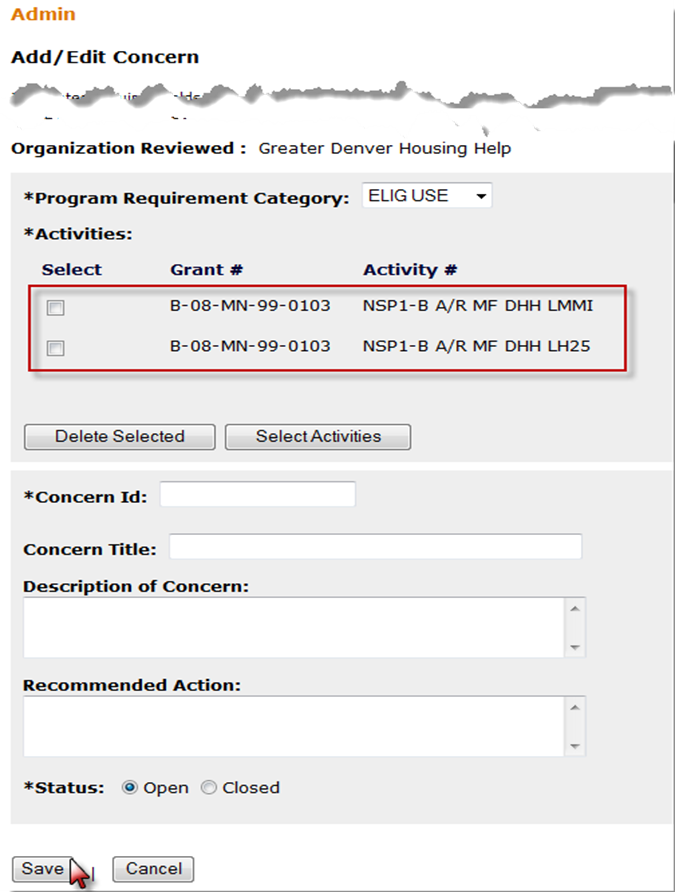 Admin
Add/Edit Concern
Organization Reviewed : Greater Denver Housing Help
*Program Requirement Category: ELIG USE
*Activities:
Select Grant # Activity #
B-08-MN-99-0103 NSP1-B A/R MF DHH LMMI
B-08-MN-99-0103 NSP1-B A/R MF DHH LH25
Delete Selected Select Activities
*Concern Id:
Concern Title:
Description of Concern:
Recommended Action:
*Status: Open Closed
Save Cancel